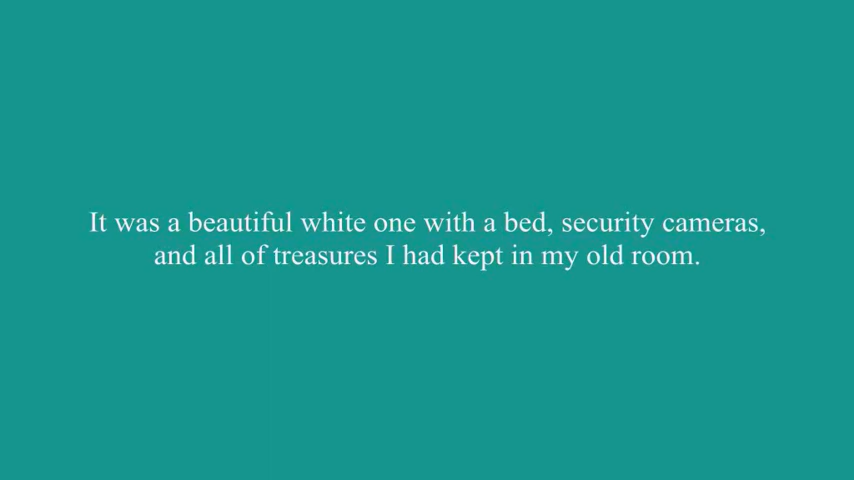 It was a beautiful white one with a bed, security cameras,
and all of treasures I had kept in my old room.